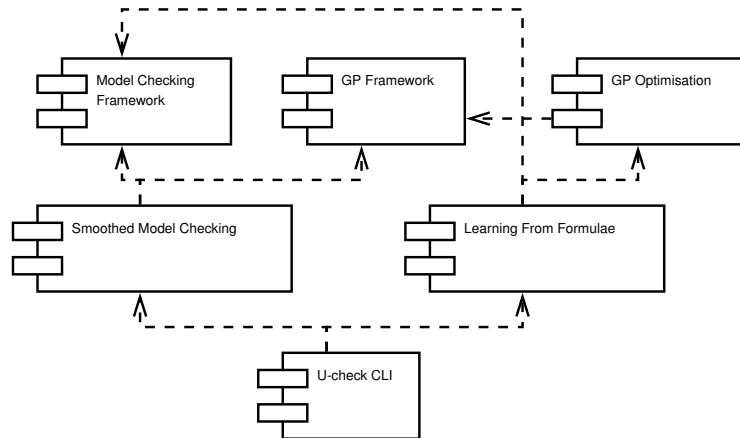 Model Checking
Framework
GP Framework
GP Optimisation
Smoothed Model Checking
Learning From Formulae
U-check CLI